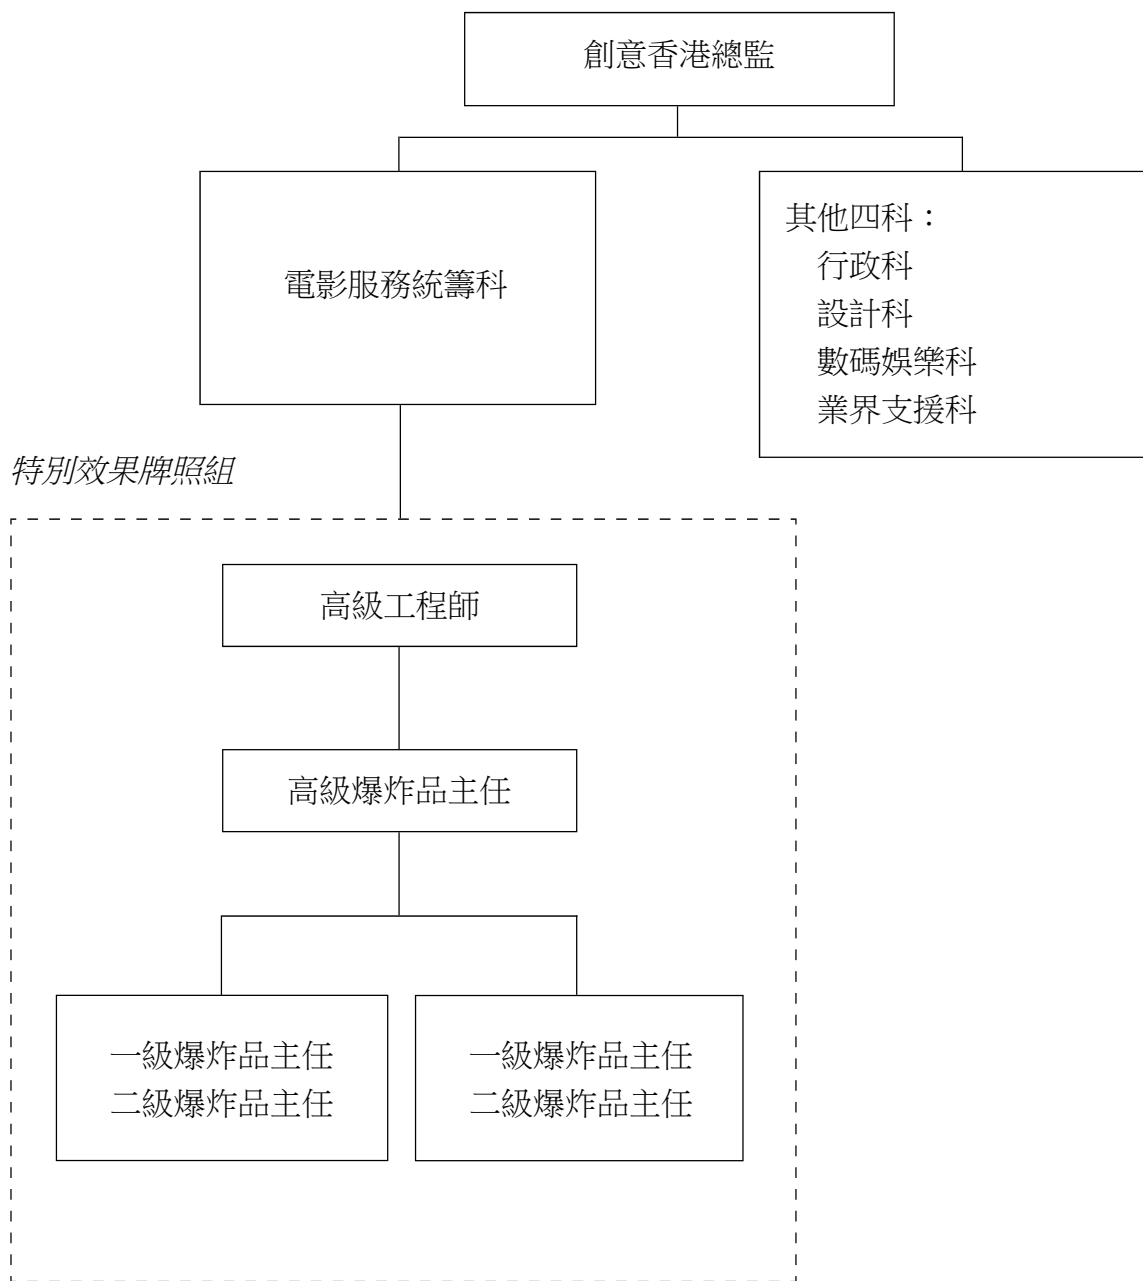 創意香港總監
電影服務統籌科
其他四科：
行政科
設計科
數碼娛樂科
業界支援科
特別效果牌照組
高級工程師
高級爆炸品主任
一級爆炸品主任
二級爆炸品主任
一級爆炸品主任
二級爆炸品主任